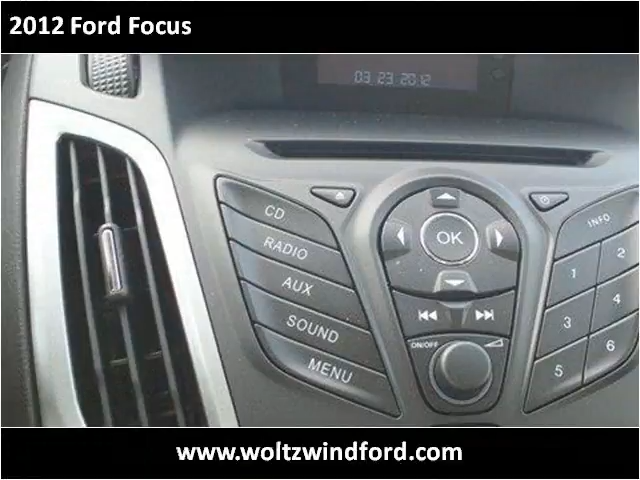 2012 Ford Focus
03 23 2012
CD
RADIO
AUX
SOUND
MENU
OK
ON/OFF
INFO
1
2
3
4
5
6
www.woltzwindford.com